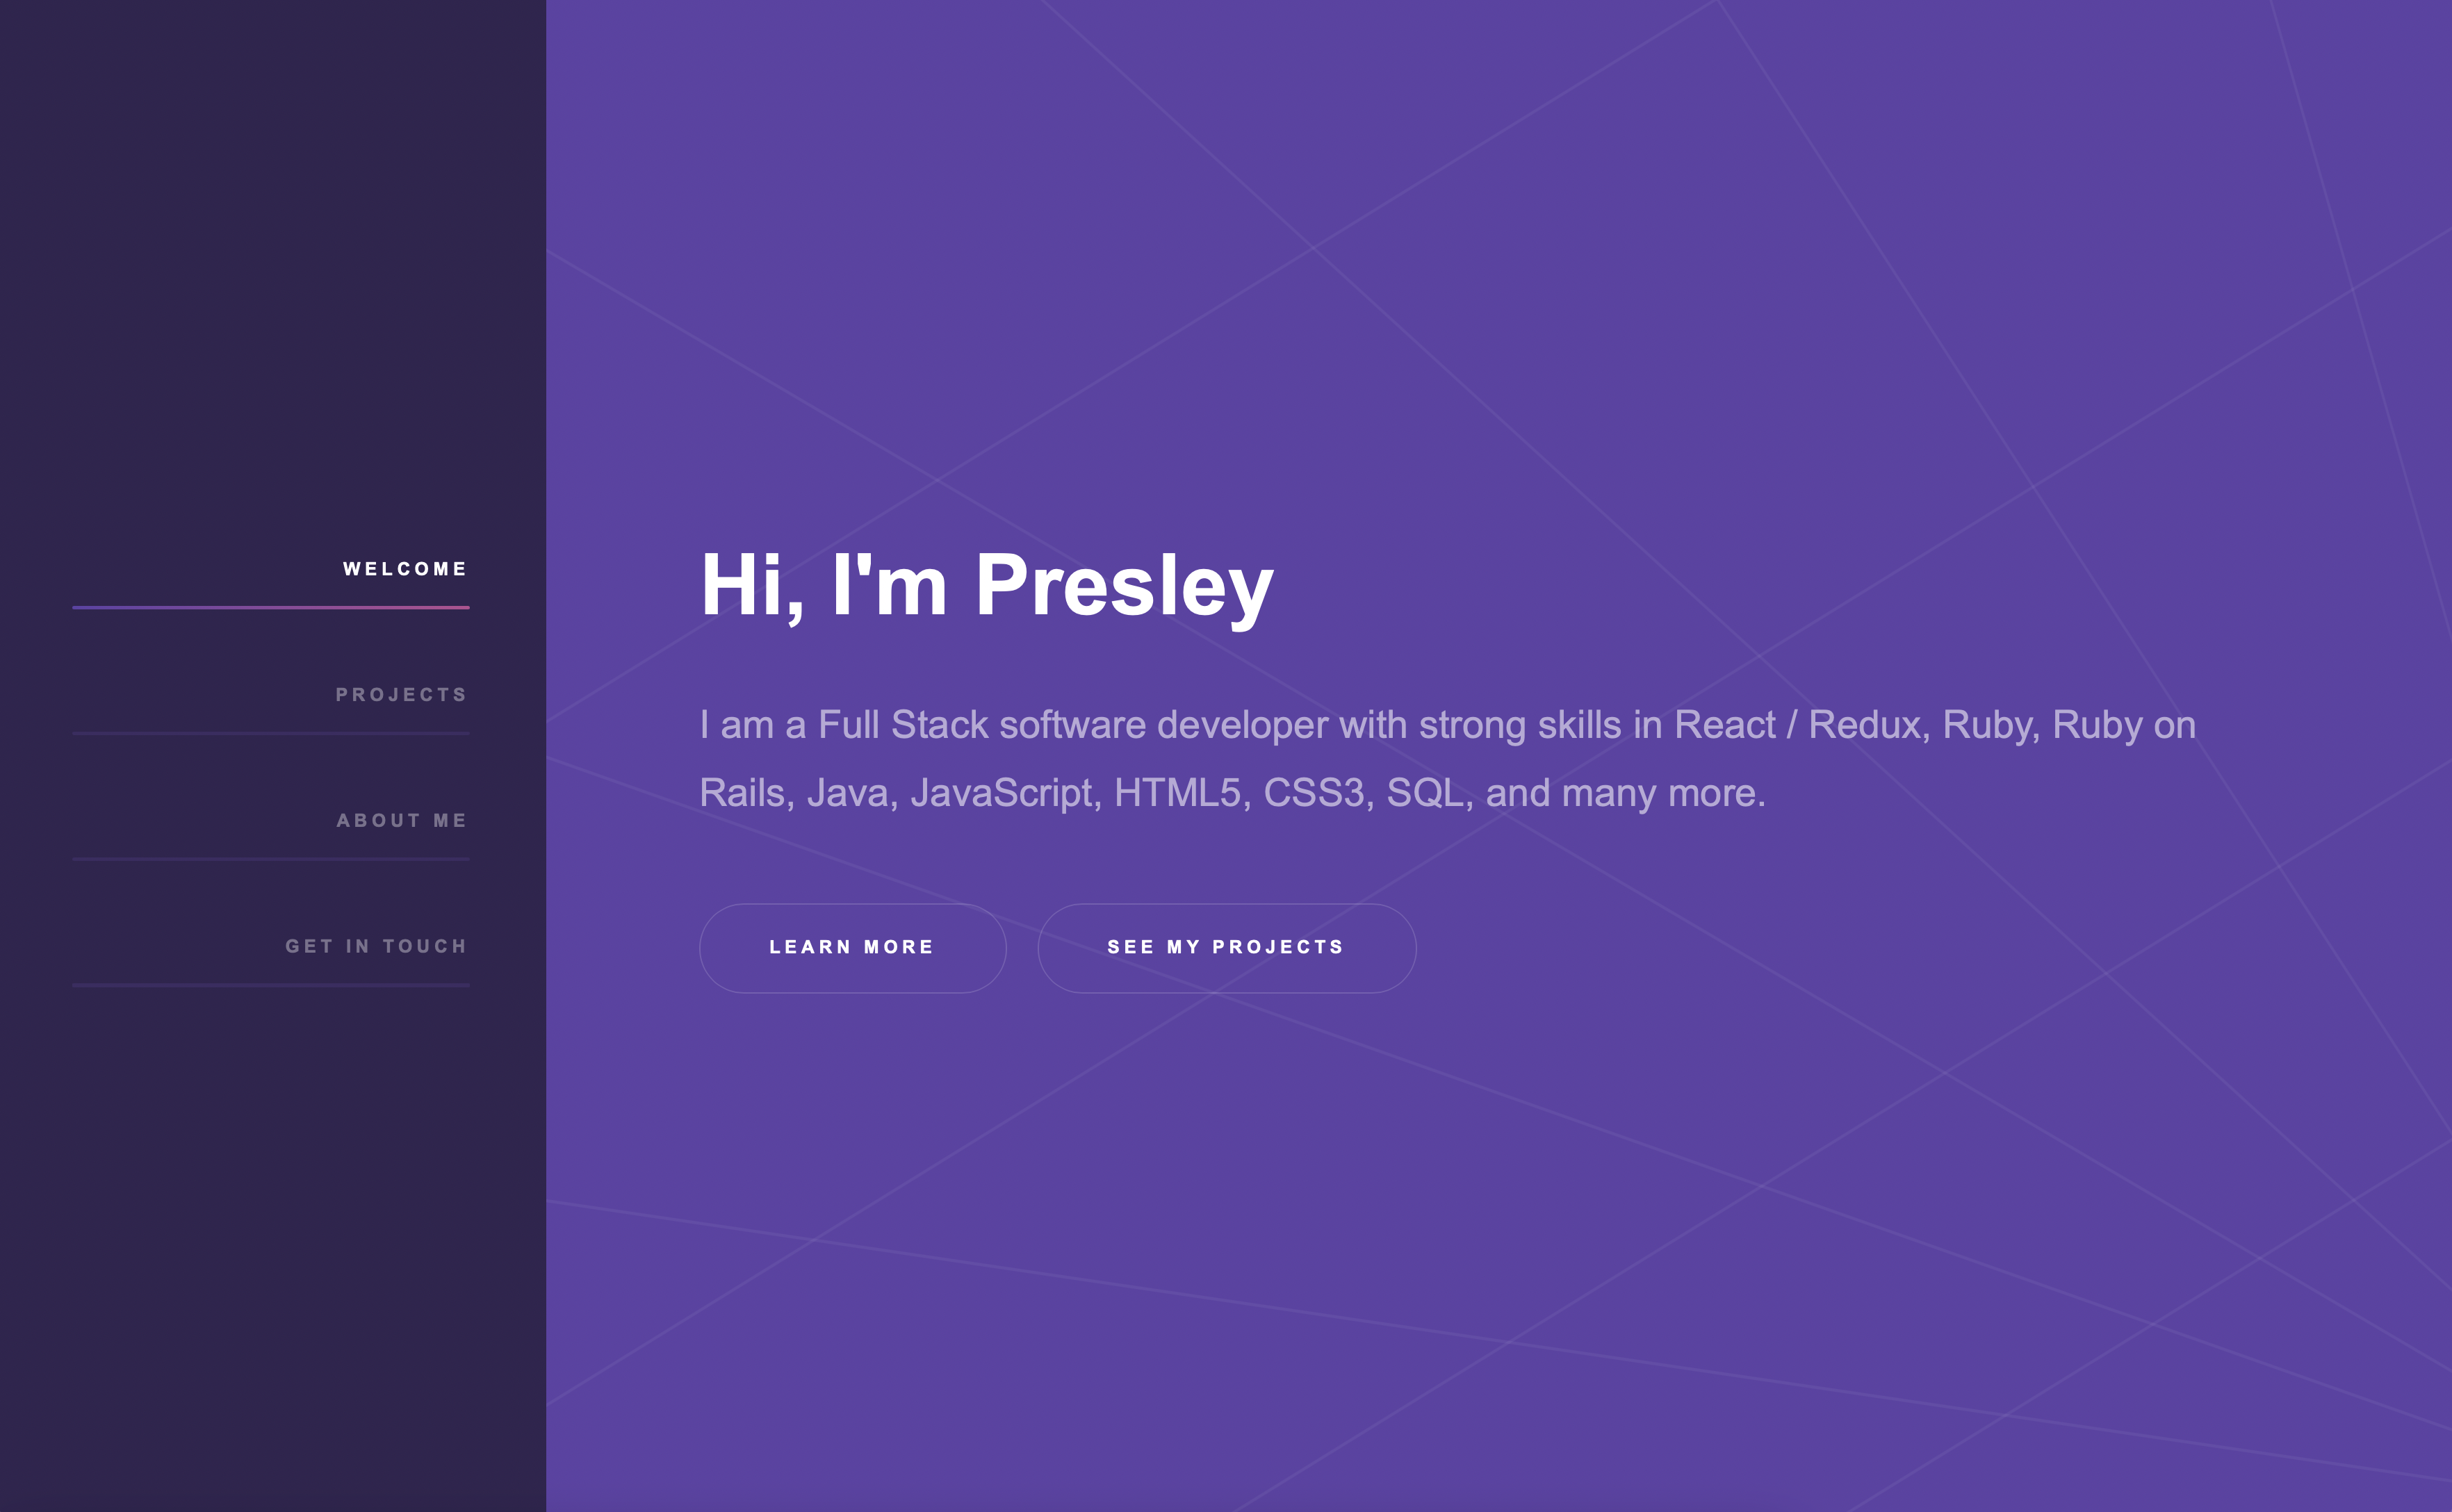 WELCOME
PROJECTS
ABOUT ME
GET IN TOUCH
Hi, I'm Presley
I am a Full Stack software developer with strong skills in React / Redux, Ruby, Ruby on
Rails, Java, JavaScript, HTML5, CSS3, SQL, and many more.
LEARN MORE
SEE MY PROJECTS